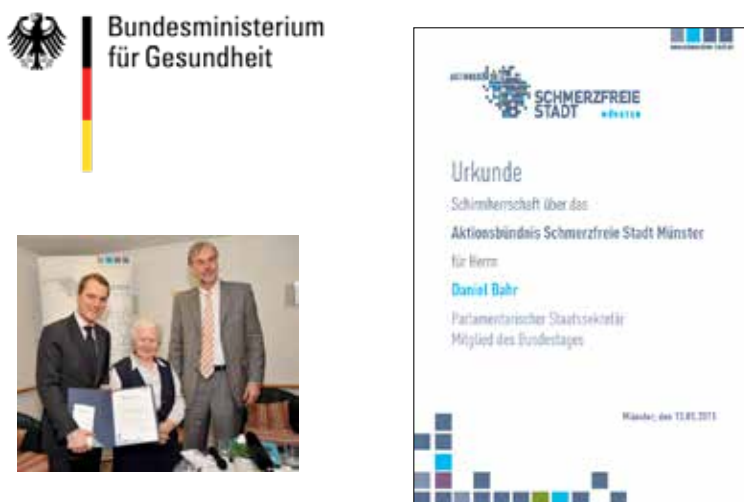 Bundesministerium
für Gesundheit
SCHMERZFREIE
STADT
Urkunde
Schirmherrschaft über das
Aktionsbündnis Schmerzfreie Stadt Münster
für Herrn
Daniel Bahr
Parlamentarischer Staatssekretär
Mitglied des Bundestages
Münster, den